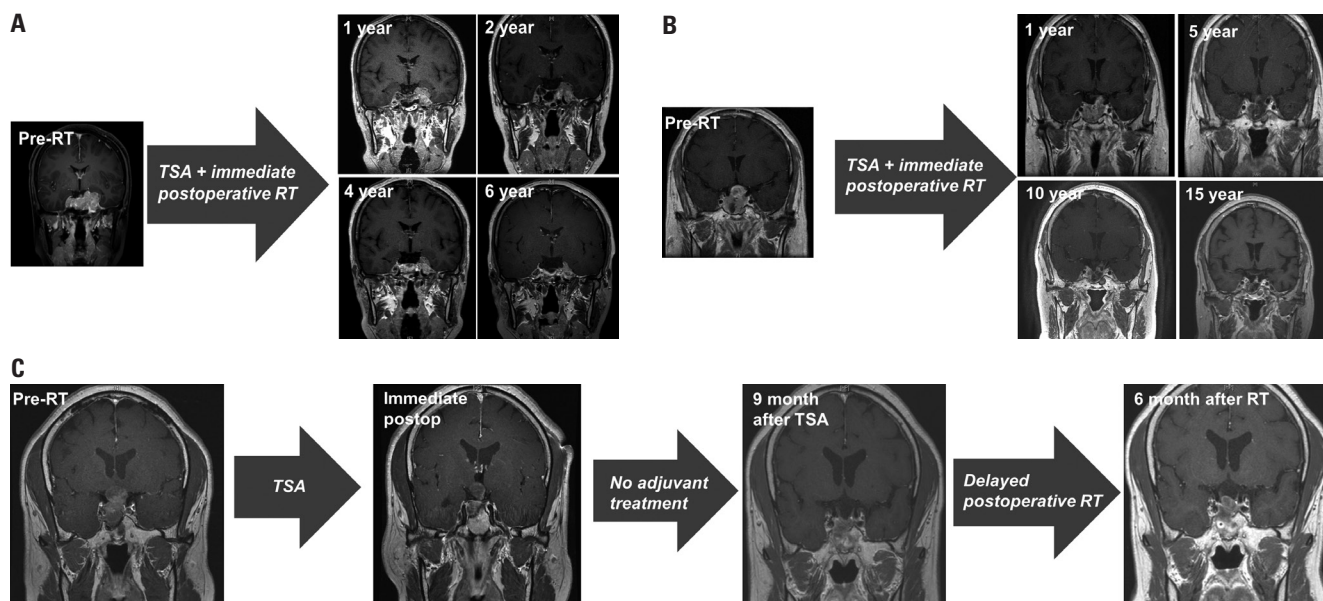 A
Pre-RT
TSA + immediate
postoperative RT
1 year
2 year
4 year
6 year
B
Pre-RT
TSA + immediate
postoperative RT
1 year
5 year
10 year
15 year
C
Pre-RT
TSA
Immediate
postop
No adjuvant
treatment
9 month
after TSA
Delayed
postoperative RT
6 month after RT